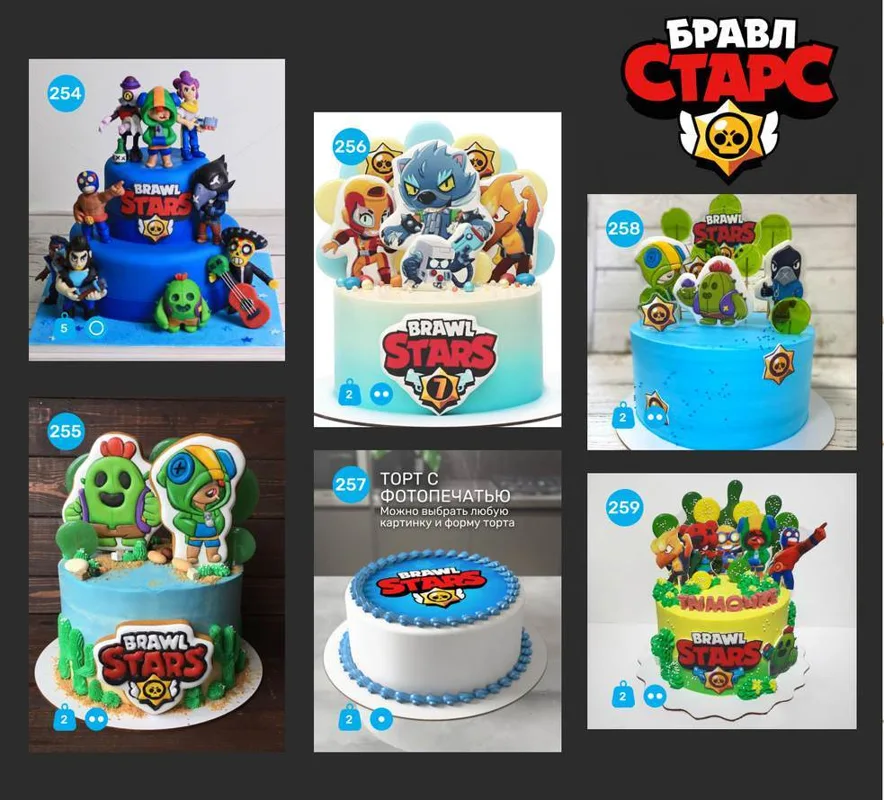 БРАВЛ
СТАРС
254
BRAWL
STARS
5
256
BRAWL
STARS
7
2
258
BRAWL
STARS
2
255
BRAWL
STARS
2
257
ТОРТ С
ФОТОПЕЧАТЬЮ
Можно выбрать любую
картинку и форму торта
BRAWL
STARS
2
259
ТИМОФЕЙ
BRAWL
STARS
2